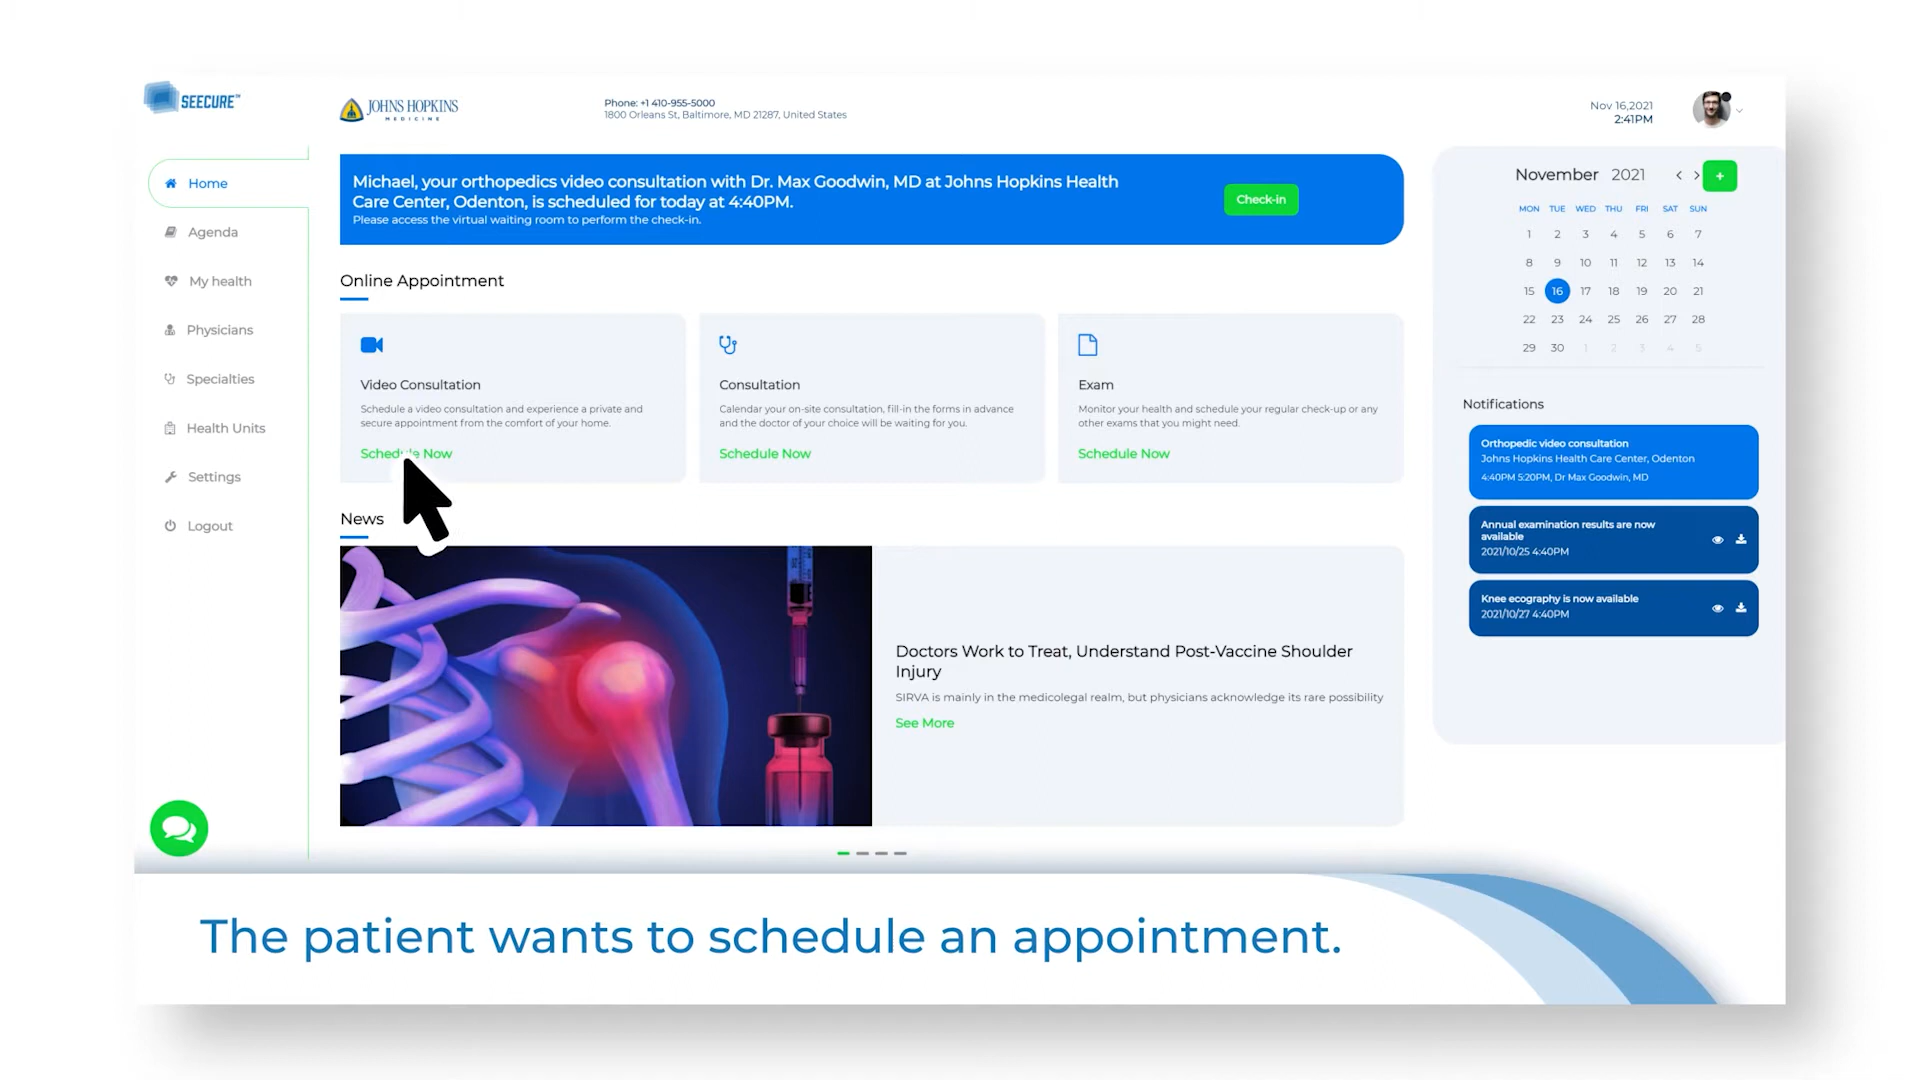 SEECURE™
JOHNS HOPKINS
MEDICINE
Phone: +1 410-955-5000
1800 Orleans St, Baltimore, MD 21287, United States
Nov 16,2021
2:41PM
Home
Agenda
My health
Physicians
Specialties
Health Units
Settings
Logout
Michael, your orthopedics video consultation with Dr. Max Goodwin, MD at Johns Hopkins Health
Care Center, Odenton, is scheduled for today at 4:40PM.
Please access the virtual waiting room to perform the check-in.
Check-in
Online Appointment
Video Consultation
Schedule a video consultation and experience a private and
secure appointment from the comfort of your home.
Schedule Now
Consultation
Calendar your on-site consultation, fill-in the forms in advance
and the doctor of your choice will be waiting for you.
Schedule Now
Exam
Monitor your health and schedule your regular check-up or any
other exams that you might need.
Schedule Now
News
Doctors Work to Treat, Understand Post-Vaccine Shoulder
Injury
SIRVA is mainly in the medicolegal realm, but physicians acknowledge its rare possibility
See More
November 2021 < > +
MON TUE WED THU FRI SAT SUN
1 2 3 4 5 6 7
8 9 10 11 12 13 14
15 16 17 18 19 20 21
22 23 24 25 26 27 28
29 30 1 2 3 4 5
Notifications
Orthopedic video consultation
Johns Hopkins Health Care Center, Odenton
4:40PM 5:20PM, Dr Max Goodwin, MD
Annual examination results are now
available
2021/10/25 4:40PM
Knee ecography is now available
2021/10/27 4:40PM
The patient wants to schedule an appointment.